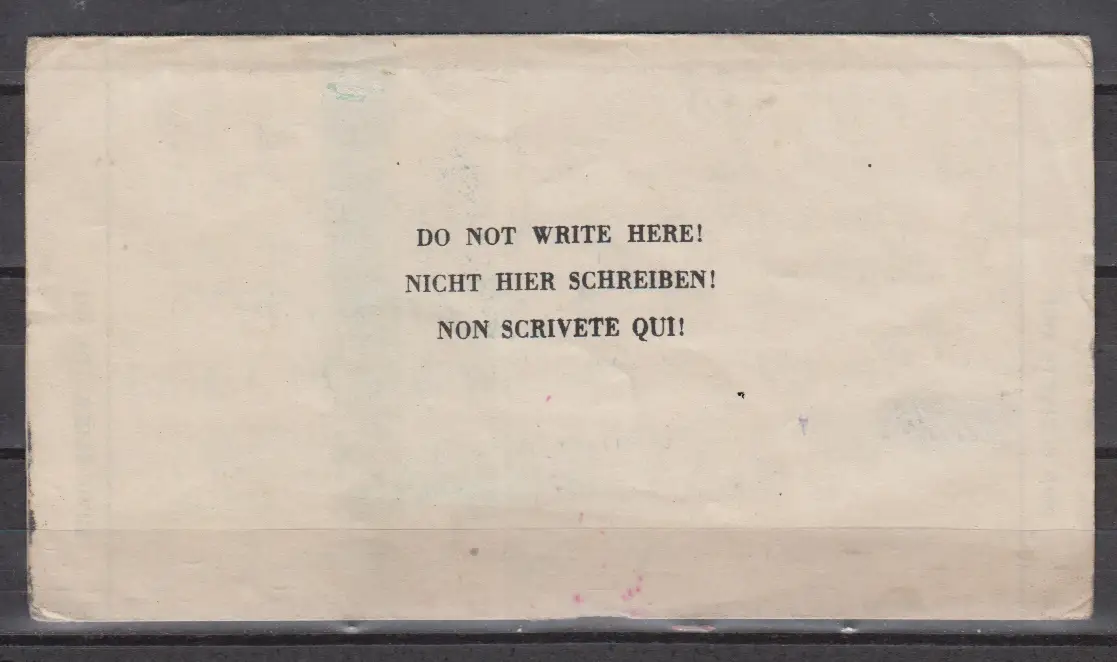 DO NOT WRITE HERE!
NICHT HIER SCHREIBEN!
NON SCRIVETE QUI!